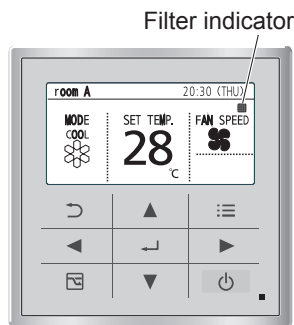 Filter indicator
room A 20:30 (THU)
MODE SET TEMP. FAN SPEED
COOL
28
℃